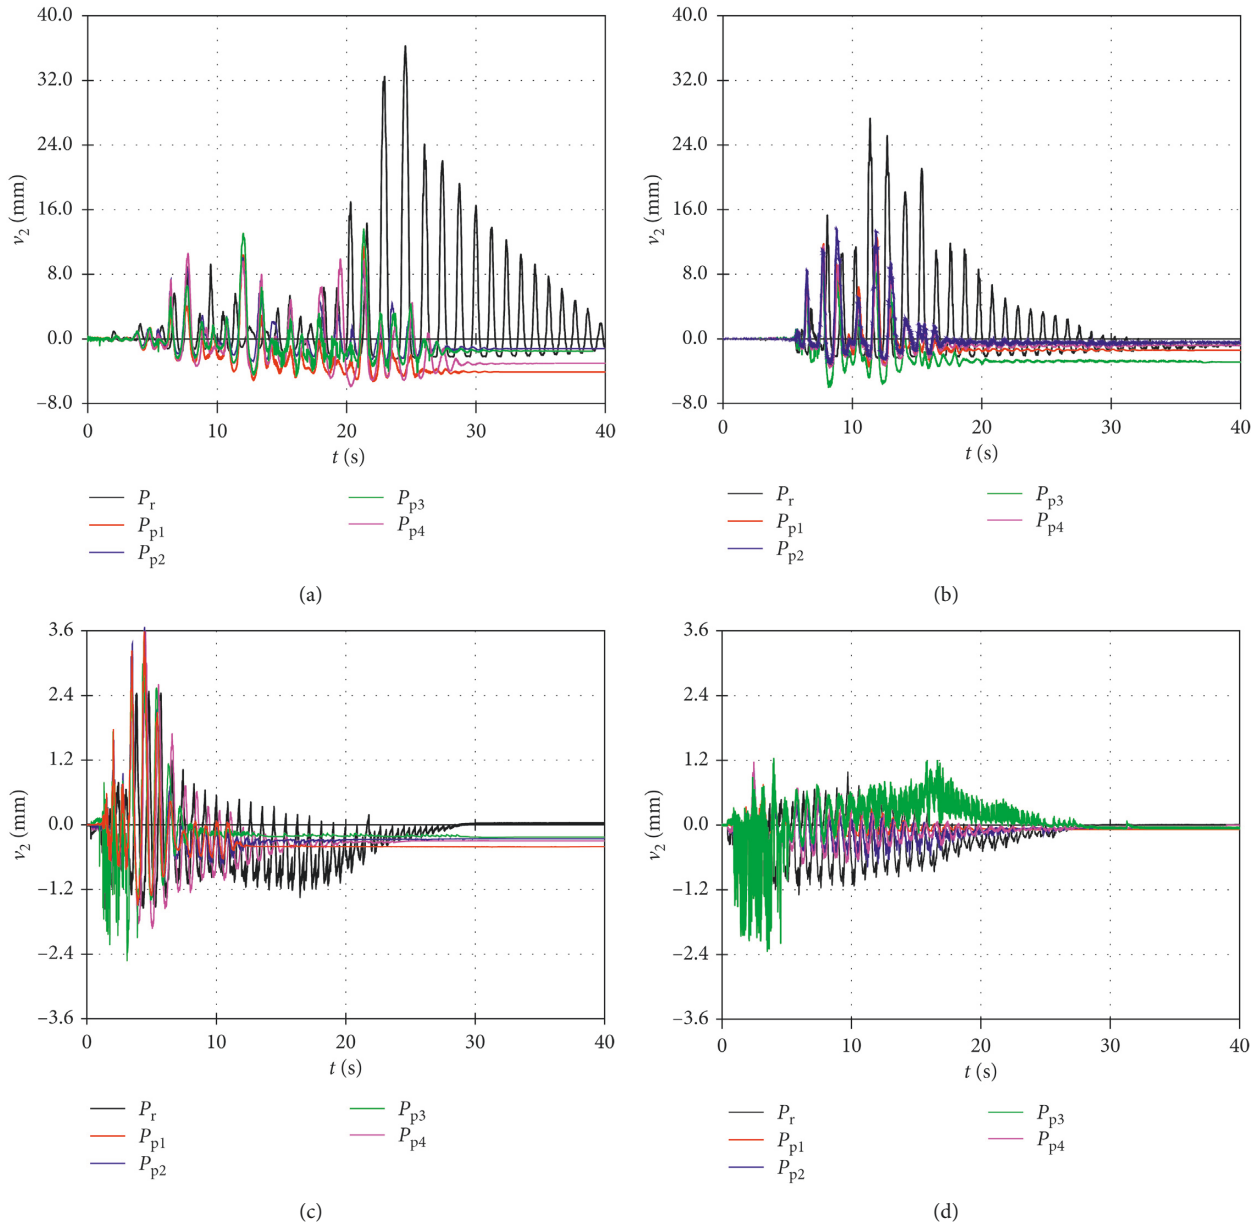 40.0
32.0
24.0
16.0
8.0
0.0
−8.0
v2 (mm)
0 10 20 30 40
t (s)
Pr
Pp1
Pp2
Pp3
Pp4
(a)
40.0
32.0
24.0
16.0
8.0
0.0
−8.0
v2 (mm)
0 10 20 30 40
t (s)
Pr
Pp1
Pp2
Pp3
Pp4
(b)
3.6
2.4
1.2
0.0
−1.2
−2.4
−3.6
v2 (mm)
0 10 20 30 40
t (s)
Pr
Pp1
Pp2
Pp3
Pp4
(c)
3.6
2.4
1.2
0.0
−1.2
−2.4
−3.6
v2 (mm)
0 10 20 30 40
t (s)
Pr
Pp1
Pp2
Pp3
Pp4
(d)